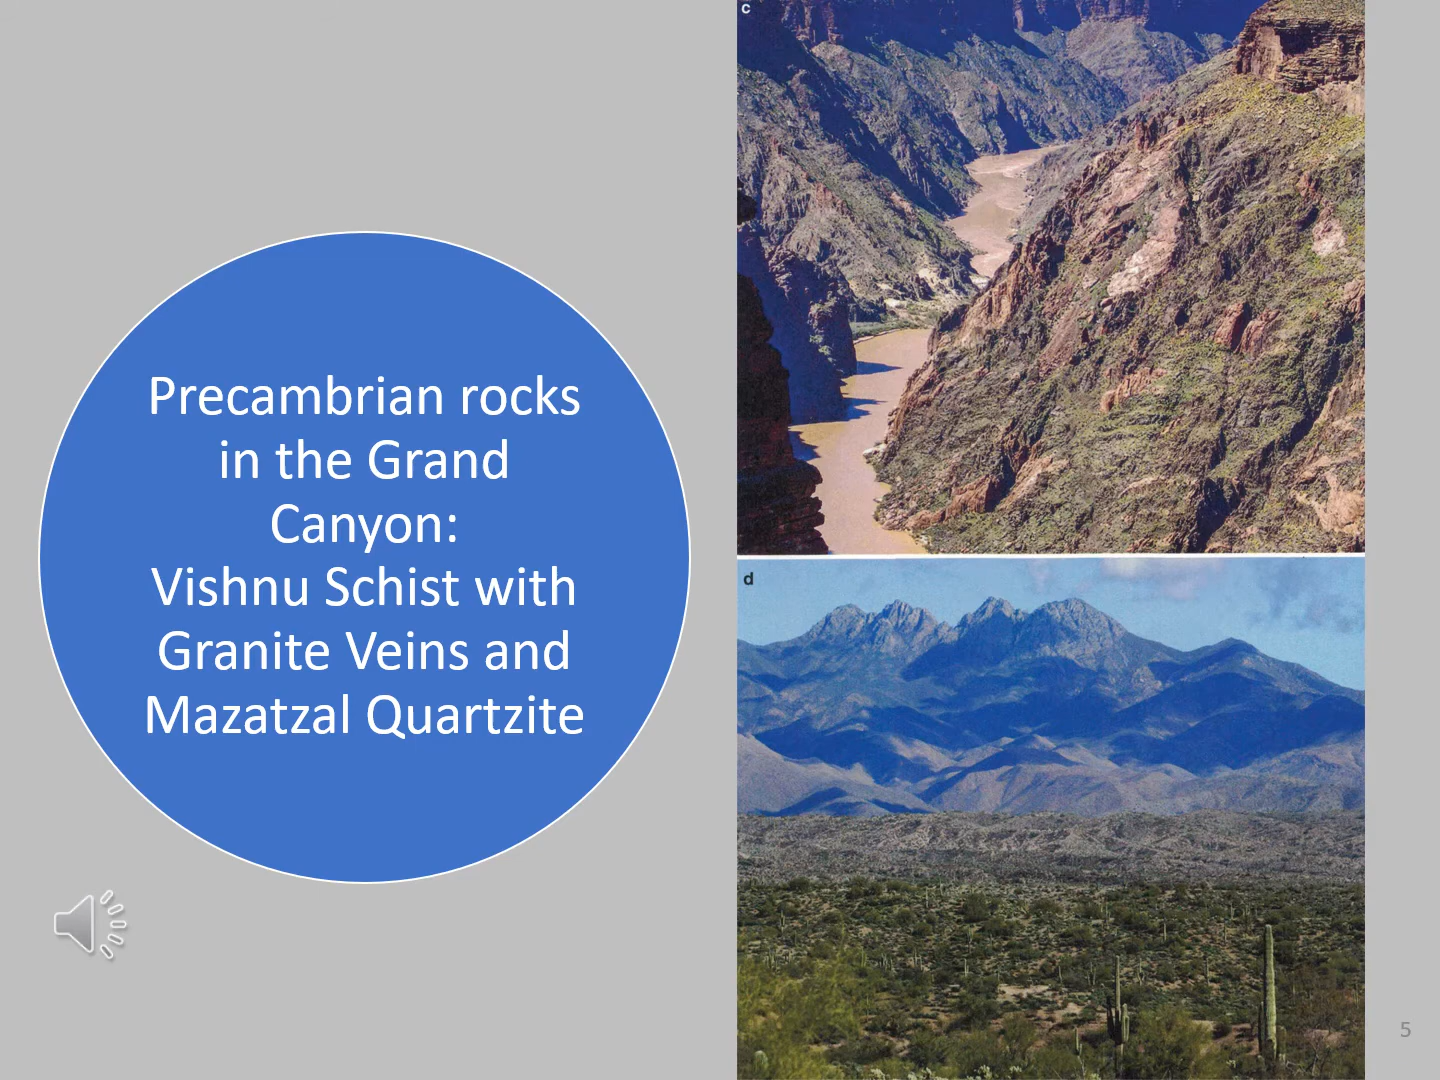 Precambrian rocks
in the Grand
Canyon:
Vishnu Schist with
Granite Veins and
Mazatzal Quartzite
c
d
5